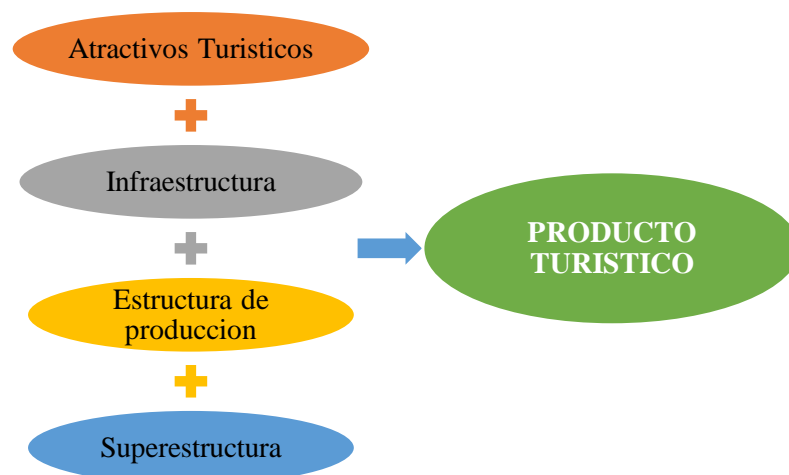 Atractivos Turisticos
Infraestructura
Estructura de
produccion
Superestructura
PRODUCTO
TURISTICO